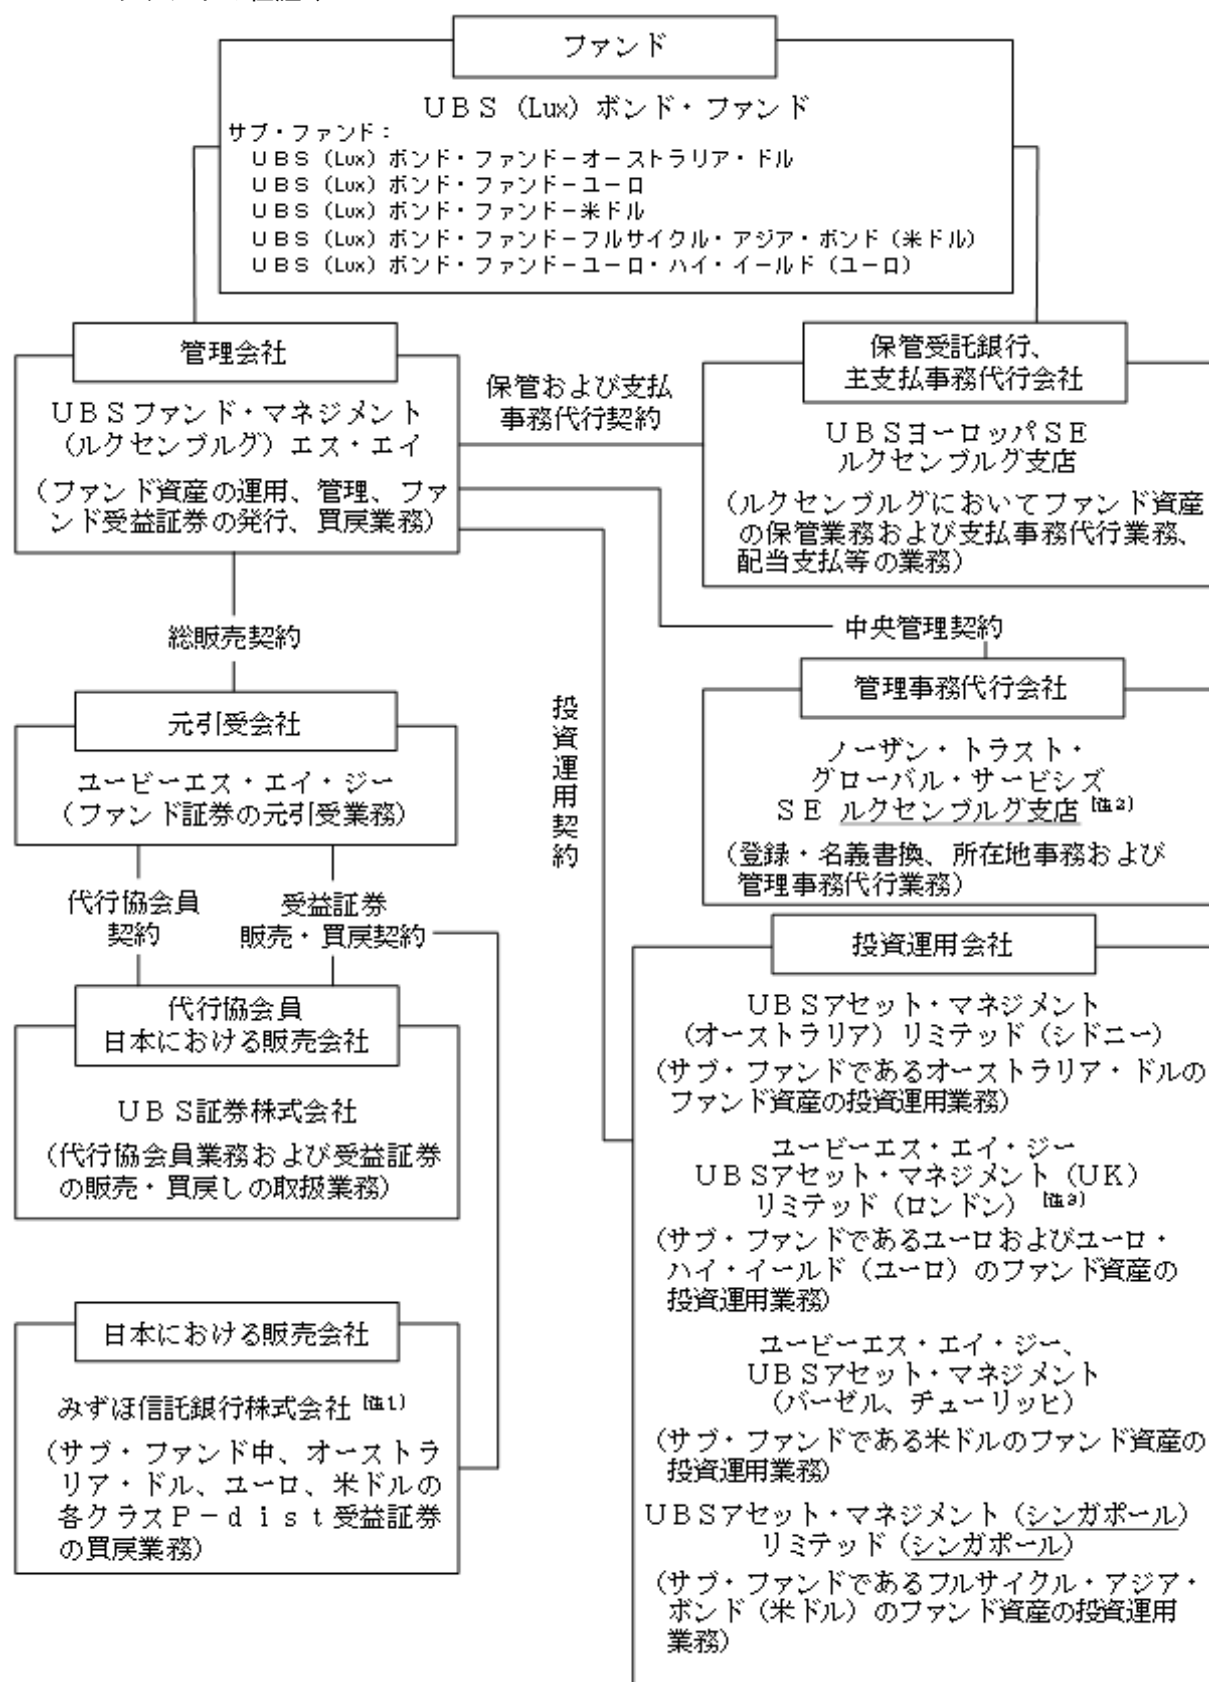 ファンド
ＵＢＳ（Lux）ボンド・ファンド
サブ・ファンド：
ＵＢＳ（Lux）ボンド・ファンド－オーストラリア・ドル
ＵＢＳ（Lux）ボンド・ファンド－ユーロ
ＵＢＳ（Lux）ボンド・ファンド－米ドル
ＵＢＳ（Lux）ボンド・ファンド－フルサイクル・アジア・ボンド（米ドル）
ＵＢＳ（Lux）ボンド・ファンド－ユーロ・ハイ・イールド（ユーロ）
管理会社
ＵＢＳファンド・マネジメント
（ルクセンブルグ）エス・エイ
（ファンド資産の運用、管理、ファ
ンド受益証券の発行、買戻業務）
保管および支払
事務代行契約
保管受託銀行、
主支払事務代行会社
ＵＢＳヨーロッパＳＥ
ルクセンブルグ支店
（ルクセンブルグにおいてファンド資産
の保管業務および支払事務代行業務、
配当支払等の業務）
総販売契約
中央管理契約
管理事務代行会社
ノーザン・トラスト・
グローバル・サービシズ
ＳＥ ルクセンブルグ支店（注2）
（登録・名義書換、所在地事務および
管理事務代行業務）
投資運用契約
元引受会社
ユービーエス・エイ・ジー
（ファンド証券の元引受業務）
代行協会員
契約
受益証券
販売・買戻契約
代行協会員
日本における販売会社
ＵＢＳ証券株式会社
（代行協会員業務および受益証券
の販売・買戻しの取扱業務）
日本における販売会社
みずほ信託銀行株式会社（注1）
（サブ・ファンド中、オーストラ
リア・ドル、ユーロ、米ドルの
各クラスＰ－ｄｉｓｔ受益証券
の買戻業務）
投資運用会社
ＵＢＳアセット・マネジメント
（オーストラリア）リミテッド（シドニー）
（サブ・ファンドであるオーストラリア・ドルの
ファンド資産の投資運用業務）
ユービーエス・エイ・ジー
ＵＢＳアセット・マネジメント（ＵＫ）
リミテッド（ロンドン）（注3）
（サブ・ファンドであるユーロおよびユーロ・
ハイ・イールド（ユーロ）のファンド資産の
投資運用業務）
ユービーエス・エイ・ジー、
ＵＢＳアセット・マネジメント
（バーゼル、チューリッヒ）
（サブ・ファンドである米ドルのファンド資産の
投資運用業務）
ＵＢＳアセット・マネジメント（シンガポール）
リミテッド（シンガポール）
（サブ・ファンドであるフルサイクル・アジア・
ボンド（米ドル）のファンド資産の投資運用
業務）